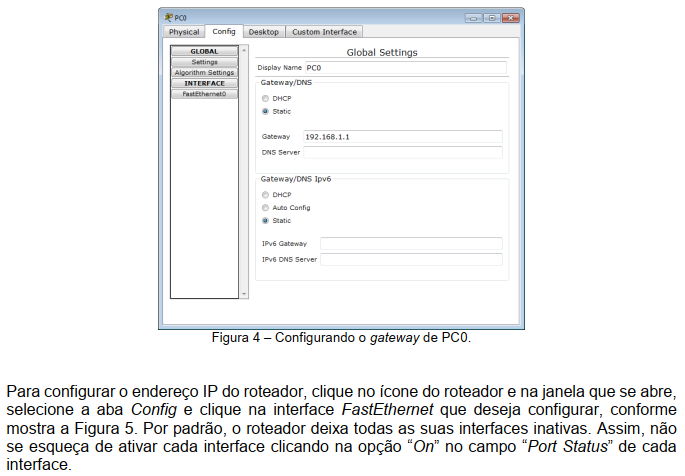 PC0
Physical Config Desktop Custom Interface
GLOBAL
Settings
Algorithm Settings
INTERFACE
FastEthernet0
Global Settings
Display Name PC0
Gateway/DNS
DHCP
Static
Gateway 192.168.1.1
DNS Server
Gateway/DNS Ipv6
DHCP
Auto Config
Static
IPv6 Gateway
IPv6 DNS Server
Figura 4 – Configurando o gateway de PC0.
Para configurar o endereço IP do roteador, clique no ícone do roteador e na janela que se abre,
selecione a aba Config e clique na interface FastEthernet que deseja configurar, conforme
mostra a Figura 5. Por padrão, o roteador deixa todas as suas interfaces inativas. Assim, não
se esqueça de ativar cada interface clicando na opção “On” no campo “Port Status” de cada
interface.